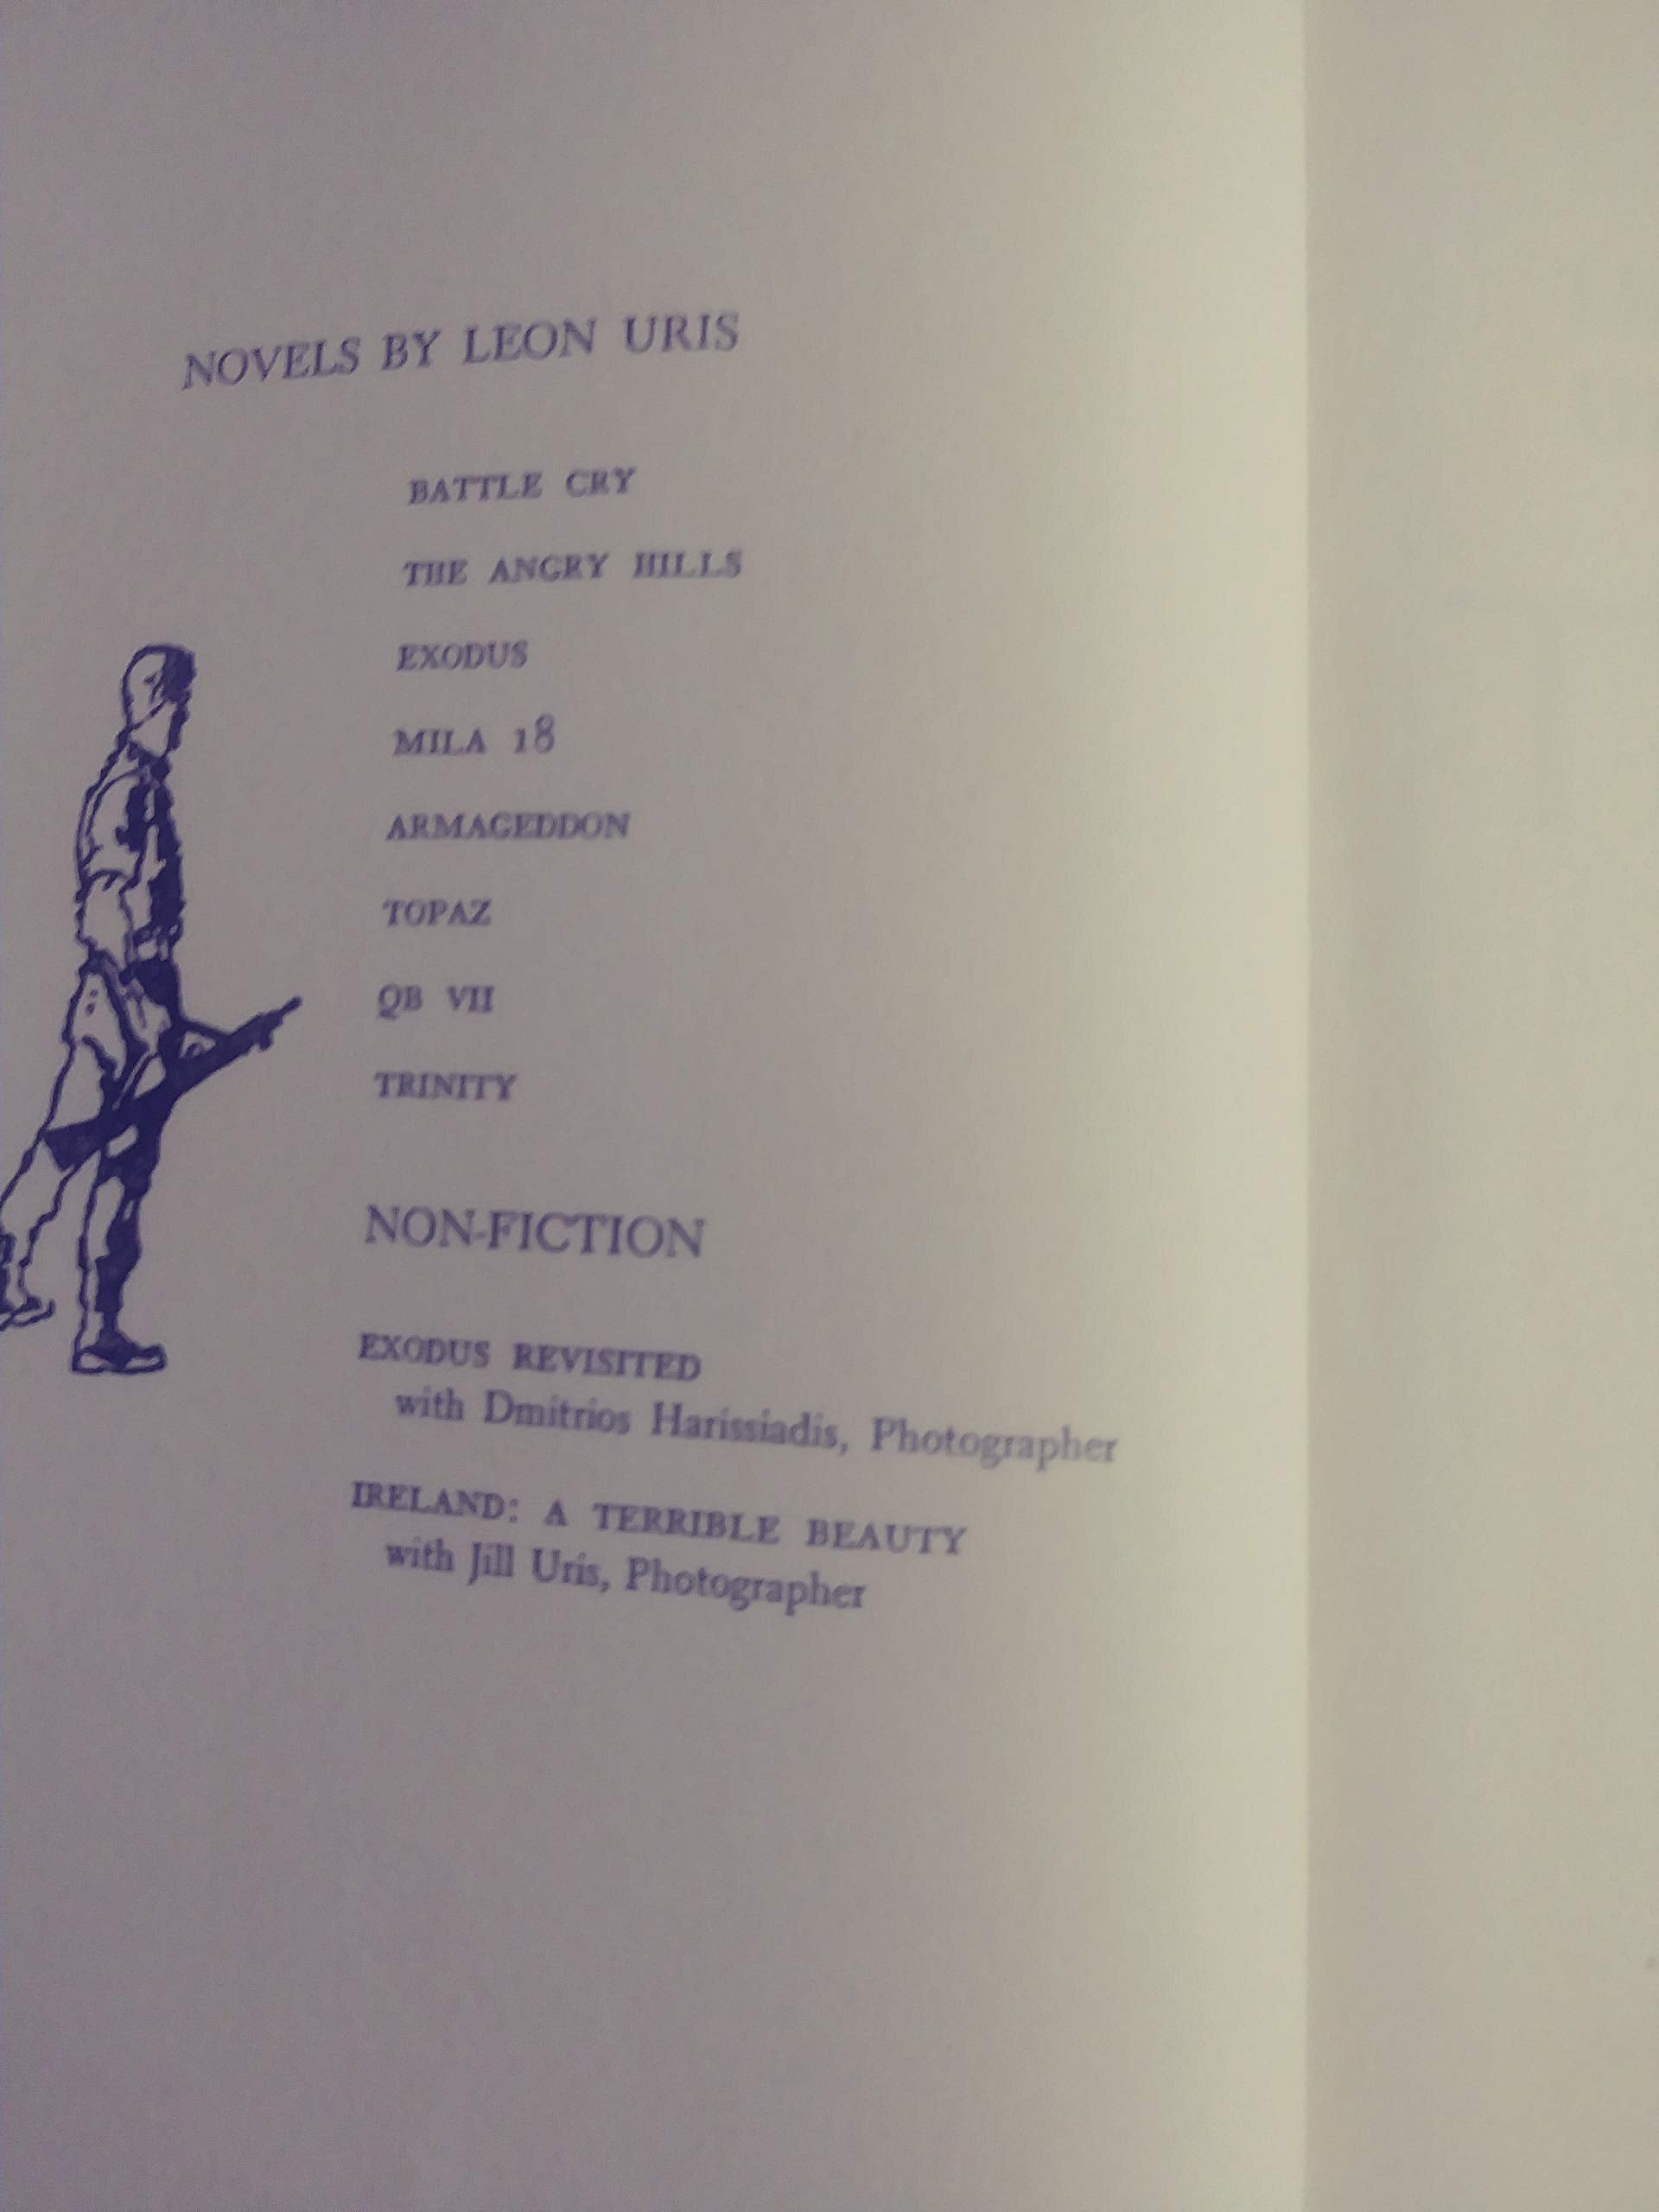 NOVELS BY LEON URIS
BATTLE CRY
THE ANGRY HILLS
EXODUS
MILA 18
ARMAGEDDON
TOPAZ
QB VII
TRINITY
NON-FICTION
EXODUS REVISITED
with Dmitrios Harissiadis, Photographer
IRELAND: A TERRIBLE BEAUTY
with Jill Uris, Photographer